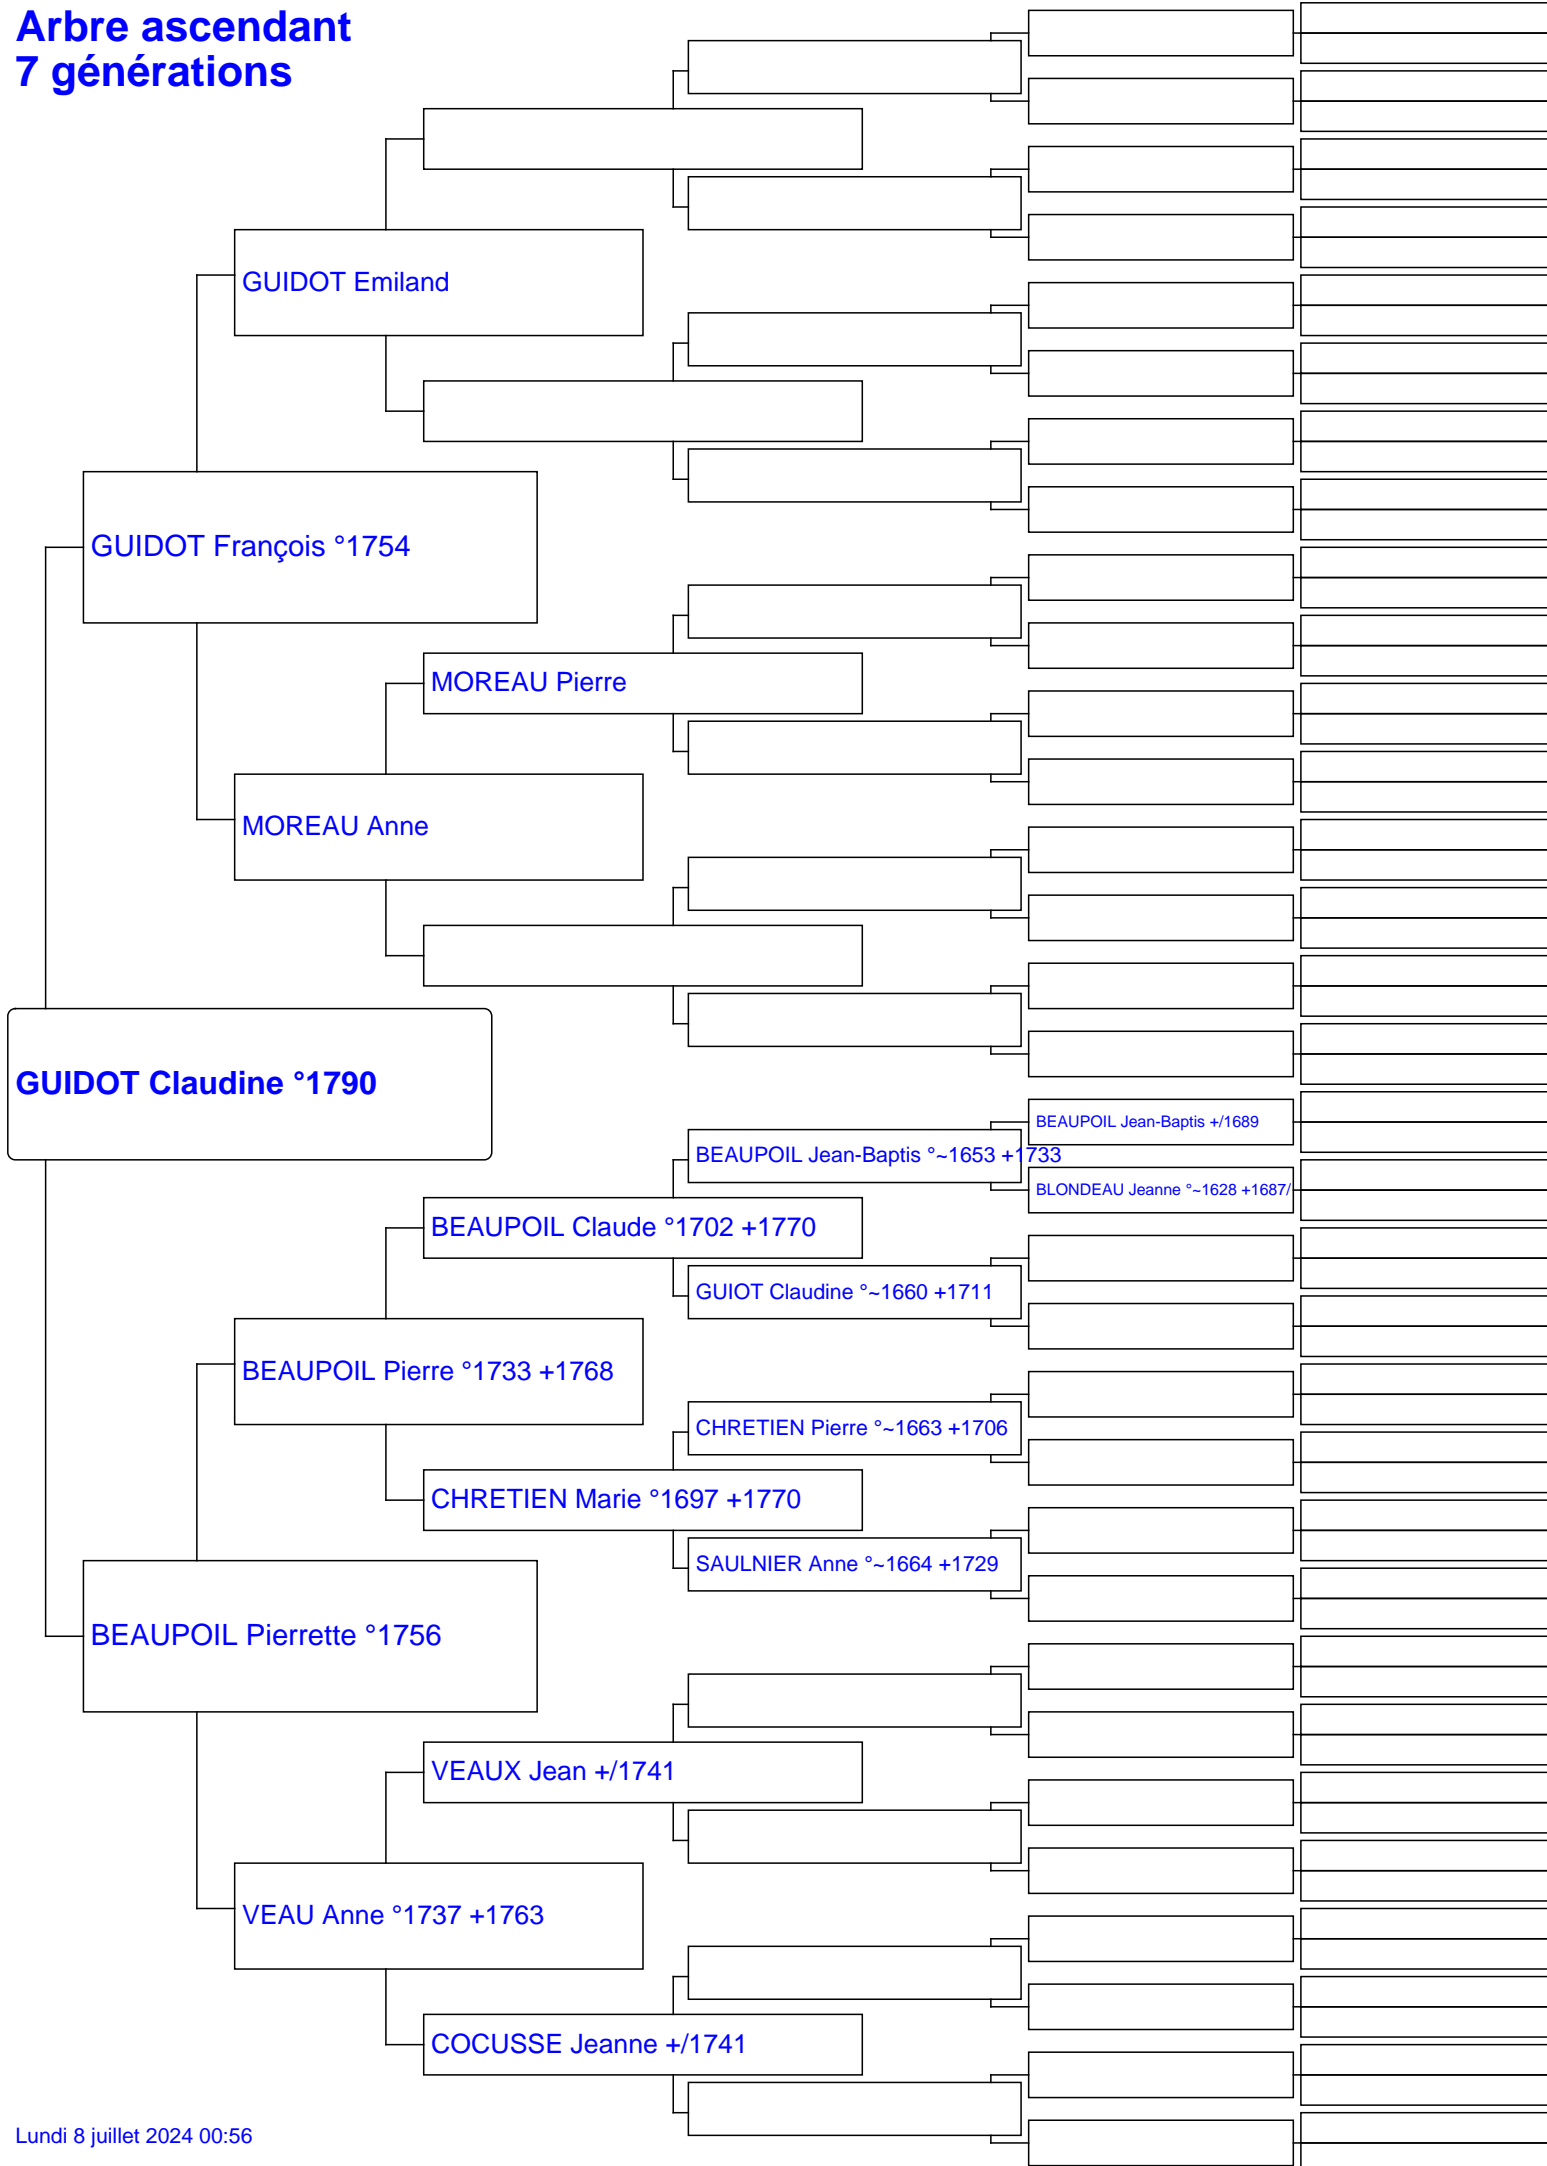 Arbre ascendant
7 générations
GUIDOT Emiland
GUIDOT François °1754
MOREAU Pierre
MOREAU Anne
GUIDOT Claudine °1790
BEAUPOIL Jean-Baptis +/1689
BEAUPOIL Jean-Baptis °~1653 +1733
BLONDEAU Jeanne °~1628 +1687/
BEAUPOIL Claude °1702 +1770
GUIOT Claudine °~1660 +1711
BEAUPOIL Pierre °1733 +1768
CHRETIEN Pierre °~1663 +1706
CHRETIEN Marie °1697 +1770
SAULNIER Anne °~1664 +1729
BEAUPOIL Pierrette °1756
VEAUX Jean +/1741
VEAU Anne °1737 +1763
COCUSSE Jeanne +/1741
Lundi 8 juillet 2024 00:56